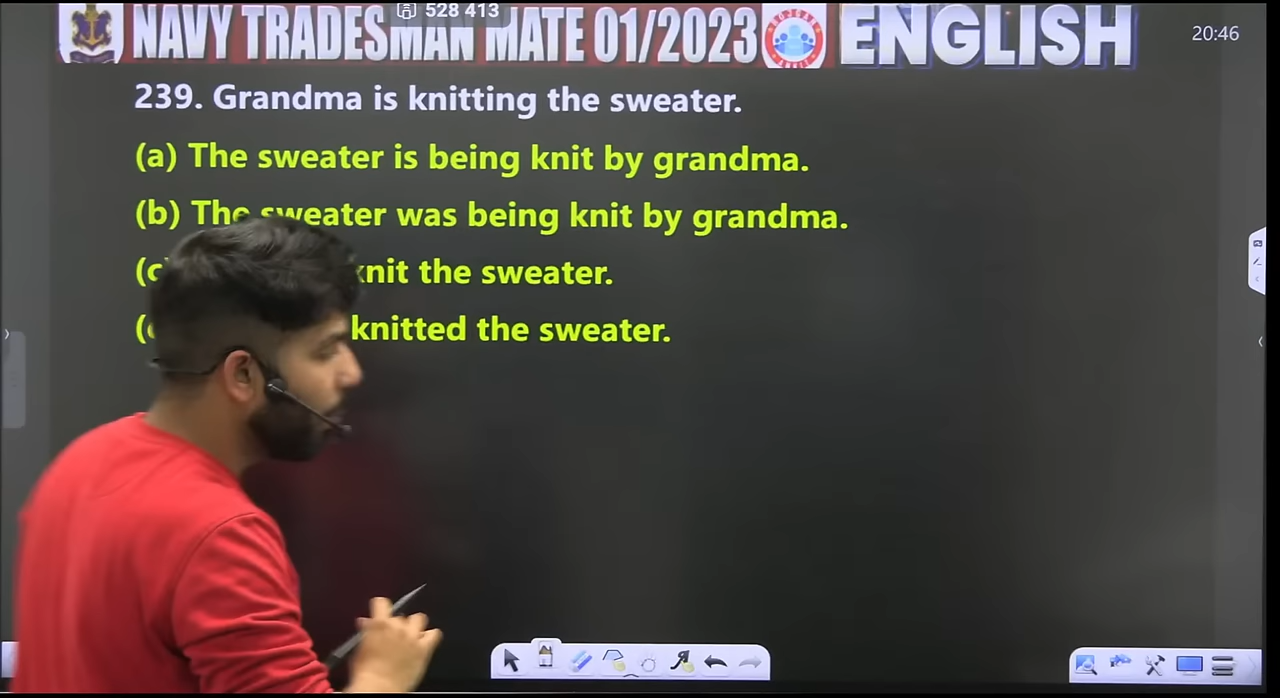 528 413
NAVY TRADESMAN MATE 01/2023 ENGLISH
20:46
239. Grandma is knitting the sweater.
(a) The sweater is being knit by grandma.
(b) The sweater was being knit by grandma.
knit the sweater.
knitted the sweater.